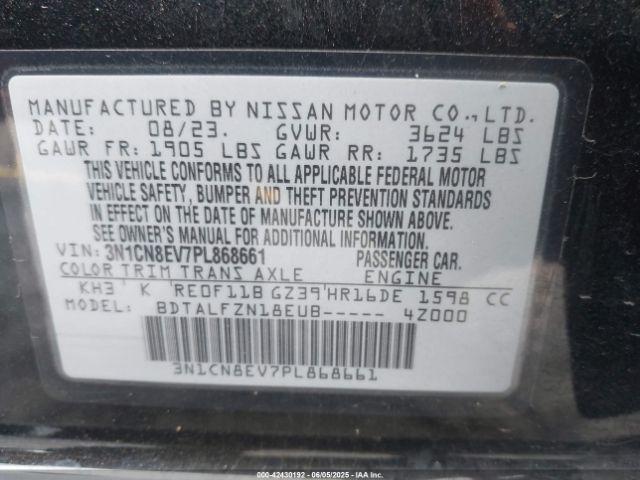 MANUFACTURED BY NISSAN MOTOR CO., LTD.
DATE: 08/23. GVWR: 3624 LBS
GAWR FR: 1905 LBS GAWR RR: 1735 LBS
THIS VEHICLE CONFORMS TO ALL APPLICABLE FEDERAL MOTOR
VEHICLE SAFETY, BUMPER AND THEFT PREVENTION STANDARDS
IN EFFECT ON THE DATE OF MANUFACTURE SHOWN ABOVE.
SEE OWNER'S MANUAL FOR ADDITIONAL INFORMATION.
VIN: 3N1CN8EV7PL868661 PASSENGER CAR.
COLOR TRIM TRANS AXLE ENGINE
KH3 K RE0F11B GZ39 HR16DE 1598 CC
MODEL: BDTALFZN18EUB----- 4Z000
3N1CN8EV7PL868661
000-42430192 - 06/05/2025 - IAA Inc.